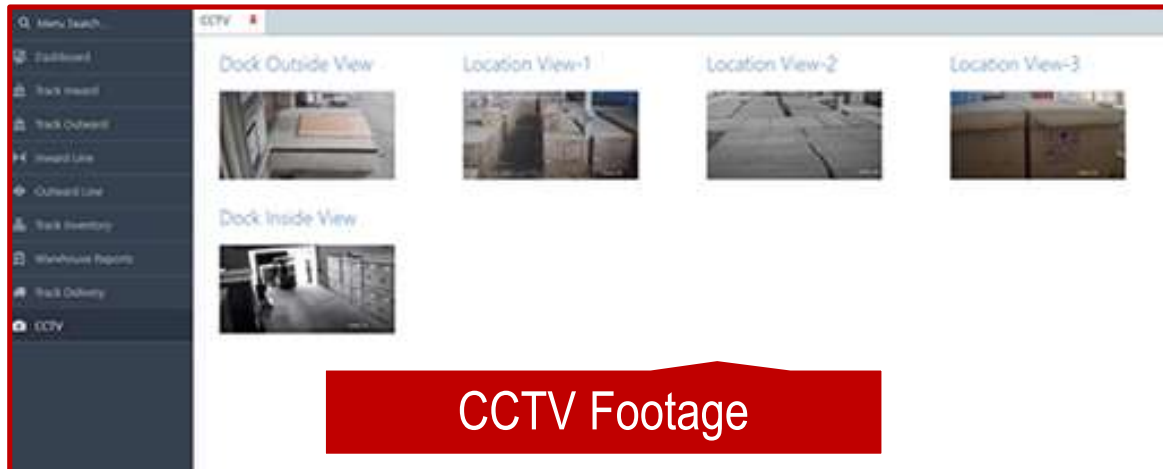 Menu Search...
CCTV
Dashboard
Track Inward
Track Outward
Inward Line
Outward Line
Track Inventory
Warehouse Reports
Track Delivery
CCTV
Dock Outside View
Location View-1
Location View-2
Location View-3
Dock Inside View
CCTV Footage